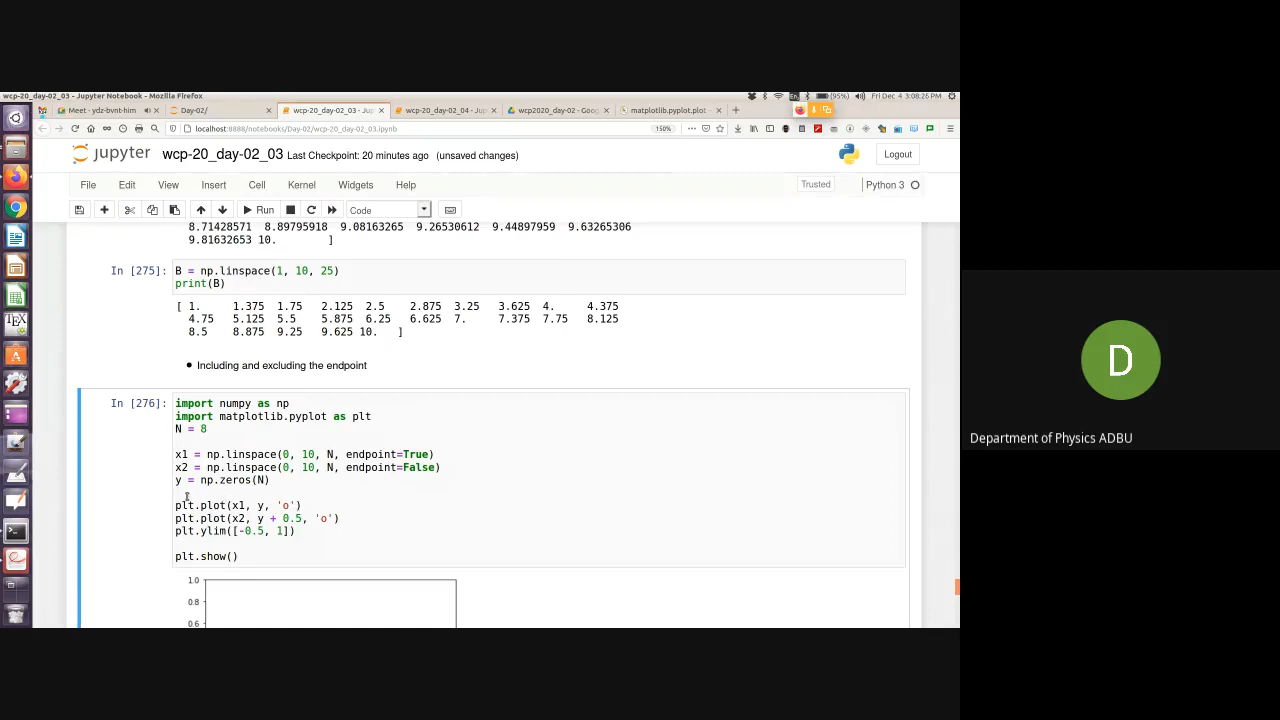 wcp-20_day-02_03 - Jupyter Notebook - Mozilla Firefox
(95%) Fri Dec 4 3:08:26 PM
Meet - ydz-bvnt-him
Day-02/
wcp-20_day-02_03 - Ju
wcp-20_day-02_04 - Ju
wcp2020_day-02 - Goo
matplotlib.pyplot.plot
localhost:8888/notebooks/Day-02/wcp-20_day-02_03.ipynb
150%
jupyter wcp-20_day-02_03 Last Checkpoint: 20 minutes ago (unsaved changes)
Logout
File Edit View Insert Cell Kernel Widgets Help
Trusted
Python 3
Run
Code
8.71428571 8.89795918 9.08163265 9.26530612 9.44897959 9.63265306
9.81632653 10. ]
In [275]: B = np.linspace(1, 10, 25)
print(B)
[ 1. 1.375 1.75 2.125 2.5 2.875 3.25 3.625 4. 4.375
4.75 5.125 5.5 5.875 6.25 6.625 7. 7.375 7.75 8.125
8.5 8.875 9.25 9.625 10. ]
• Including and excluding the endpoint
In [276]: import numpy as np
import matplotlib.pyplot as plt
N = 8
x1 = np.linspace(0, 10, N, endpoint=True)
x2 = np.linspace(0, 10, N, endpoint=False)
y = np.zeros(N)
plt.plot(x1, y, 'o')
plt.plot(x2, y + 0.5, 'o')
plt.ylim([-0.5, 1])
plt.show()
1.0
0.8
0.6
D
Department of Physics ADBU